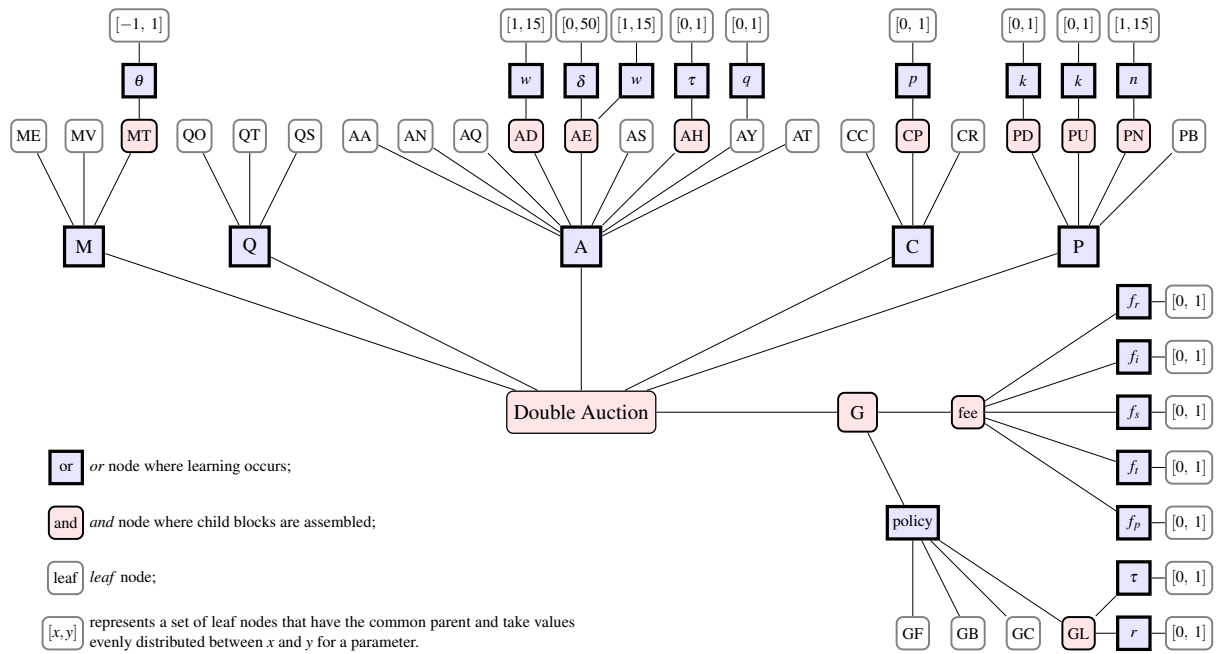 [−1, 1] [1,15] [0,50] [1,15] [0,1] [0,1] [0, 1] [0,1] [0,1] [1,15]
θ w δ w τ q p k k n
ME MV MT QO QT QS AA AN AQ AD AE AS AH AY AT CC CP CR PD PU PN PB
M Q A C P
f_r [0, 1]
f_i [0, 1]
Double Auction G fee f_s [0, 1]
or or node where learning occurs; f_t [0, 1]
and and node where child blocks are assembled; policy f_p [0, 1]
leaf leaf node; τ [0, 1]
[x,y] represents a set of leaf nodes that have the common parent and take values
evenly distributed between x and y for a parameter.
GF GB GC GL r [0, 1]